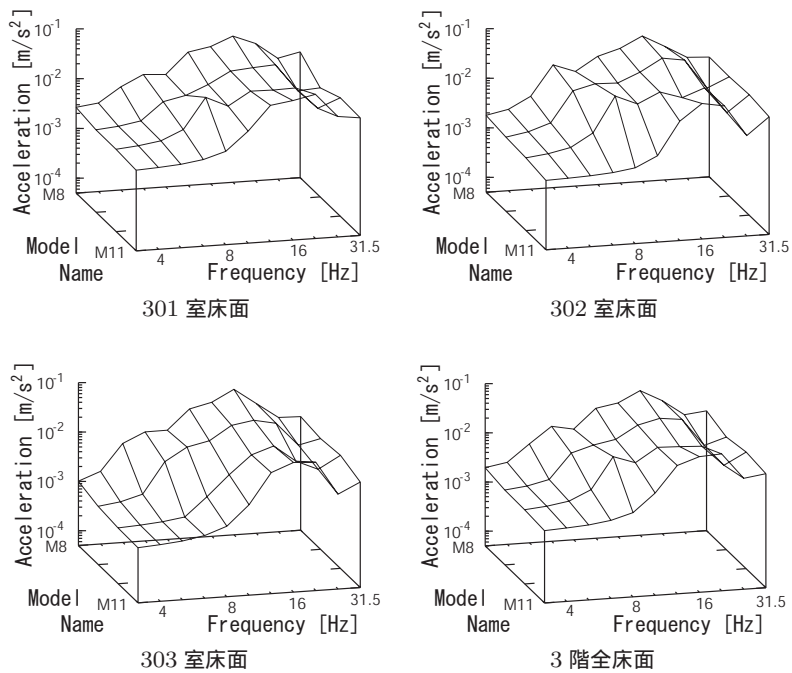 10-1
10-2
10-3
10-4
Acceleration [m/s2]
M8
M11
Model
Name
4
8
16
31.5
Frequency [Hz]
301 室床面
10-1
10-2
10-3
10-4
Acceleration [m/s2]
M8
M11
Model
Name
4
8
16
31.5
Frequency [Hz]
302 室床面
10-1
10-2
10-3
10-4
Acceleration [m/s2]
M8
M11
Model
Name
4
8
16
31.5
Frequency [Hz]
303 室床面
10-1
10-2
10-3
10-4
Acceleration [m/s2]
M8
M11
Model
Name
4
8
16
31.5
Frequency [Hz]
3 階全床面